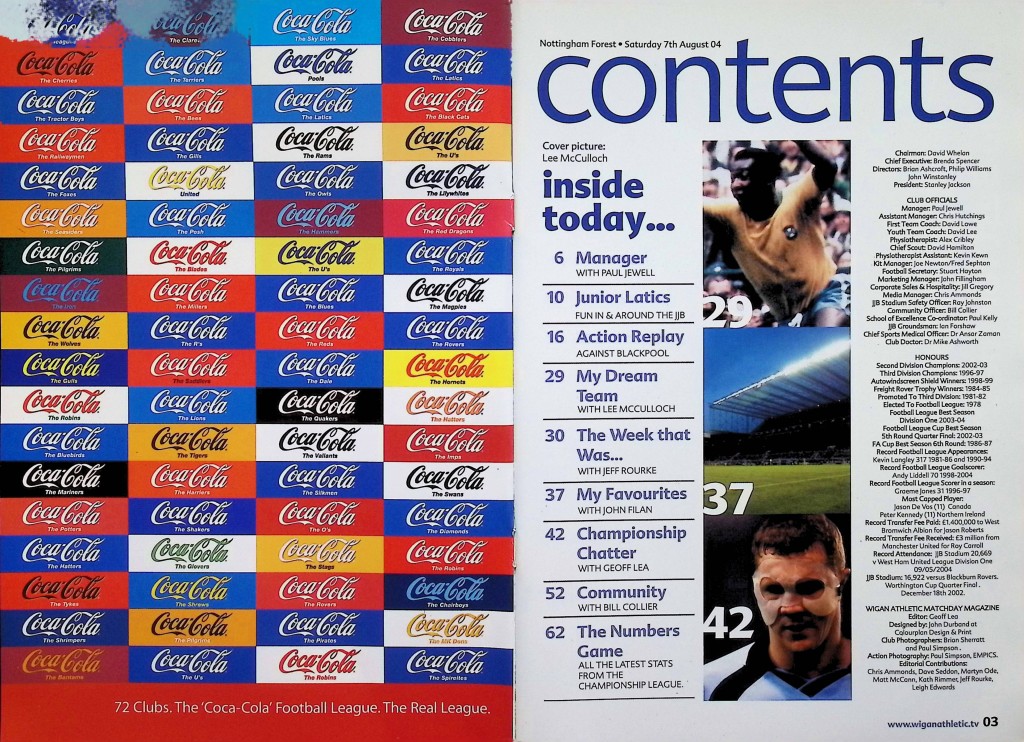 Coca-Cola Coca-Cola Coca-Cola Coca-Cola
The Sky Blues The Cobblers
Coca-Cola Coca-Cola Coca-Cola Coca-Cola
The Cherries The Terriers Pools The Latics
Coca-Cola Coca-Cola Coca-Cola Coca-Cola
The Tractor Boys The Bees The Latics The Black Cats
Coca-Cola Coca-Cola Coca-Cola Coca-Cola
The Railwaymen The Gills The Rams The U's
Coca-Cola Coca-Cola Coca-Cola Coca-Cola
The Foxes United The Owls The Lilywhites
Coca-Cola Coca-Cola Coca-Cola Coca-Cola
The Seasiders The Posh The Hammers The Red Dragons
Coca-Cola Coca-Cola Coca-Cola Coca-Cola
The Pilgrims The Blades The U's The Royals
Coca-Cola Coca-Cola Coca-Cola Coca-Cola
The Iron The Millers The Blues The Magpies
Coca-Cola Coca-Cola Coca-Cola Coca-Cola
The Wolves The R's The Reds The Rovers
Coca-Cola Coca-Cola Coca-Cola Coca-Cola
The Gulls The Saddlers The Dale The Hornets
Coca-Cola Coca-Cola Coca-Cola Coca-Cola
The Robins The Lions The Quakers The Hatters
Coca-Cola Coca-Cola Coca-Cola Coca-Cola
The Bluebirds The Tigers The Valiants The Imps
Coca-Cola Coca-Cola Coca-Cola Coca-Cola
The Mariners The Harriers The Silkmen The Swans
Coca-Cola Coca-Cola Coca-Cola Coca-Cola
The Potters The Shakers The O's The Diamonds
Coca-Cola Coca-Cola Coca-Cola Coca-Cola
The Hatters The Glovers The Stags The Robins
Coca-Cola Coca-Cola Coca-Cola Coca-Cola
The Tykes The Shrews The Rovers The Chairboys
Coca-Cola Coca-Cola Coca-Cola Coca-Cola
The Shrimpers The Pilgrims The Pirates The MK Dons
Coca-Cola Coca-Cola Coca-Cola Coca-Cola
The Bantams The U's The Robins The Spireites
72 Clubs. The 'Coca-Cola' Football League. The Real League.
Nottingham Forest • Saturday 7th August 04
contents
Cover picture:
Lee McCulloch
inside
today...
6 Manager
WITH PAUL JEWELL
10 Junior Latics
FUN IN & AROUND THE JJB
16 Action Replay
AGAINST BLACKPOOL
29 My Dream
Team
WITH LEE MCCULLOCH
30 The Week that
Was...
WITH JEFF ROURKE
37 My Favourites
WITH JOHN FILAN
42 Championship
Chatter
WITH GEOFF LEA
52 Community
WITH BILL COLLIER
62 The Numbers
Game
ALL THE LATEST STATS
FROM THE
CHAMPIONSHIP LEAGUE.
29
37
42
Chairman: David Whelan
Chief Executive: Brenda Spencer
Directors: Brian Ashcroft, Philip Williams
John Winstanley
President: Stanley Jackson
CLUB OFFICIALS
Manager: Paul Jewell
Assistant Manager: Chris Hutchings
First Team Coach: David Lowe
Youth Team Coach: David Lee
Physiotherapist: Alex Cribley
Chief Scout: David Hamilton
Physiotherapist Assistant: Kevin Kewn
Kit Manager: Joe Newton/Fred Sephton
Football Secretary: Stuart Hayton
Marketing Manager: John Fillingham
Corporate Sales & Hospitality: Jill Gregory
Media Manager: Chris Ammonds
JJB Stadium Safety Officer: Ray Johnston
Community Officer: Bill Collier
School of Excellence Co-ordinator: Paul Kelly
JJB Groundsman: Ian Forshaw
Chief Sports Medical Officer: Dr Ansar Zaman
Club Doctor: Dr Mike Ashworth
HONOURS
Second Division Champions: 2002-03
Third Division Champions: 1996-97
Autowindscreen Shield Winners: 1998-99
Freight Rover Trophy Winners: 1984-85
Promoted To Third Division: 1981-82
Elected To Football League: 1978
Football League Best Season
Division One 2003-04
Football League Cup Best Season
5th Round Quarter Final: 2002-03
FA Cup Best Season 6th Round: 1986-87
Record Football League Appearances:
Kevin Langley 317 1981-86 and 1990-94
Record Football League Goalscorer:
Andy Liddell 70 1998-2004
Record Football League Scorer in a season:
Graeme Jones 31 1996-97
Most Capped Player:
Jason De Vos (11) Canada
Peter Kennedy (11) Northern Ireland
Record Transfer Fee Paid: £1,400,000 to West
Bromwich Albion for Jason Roberts
Record Transfer Fee Received: £3 million from
Manchester United for Roy Carroll
Record Attendance: JJB Stadium 20,669
v West Ham United League Division One
09/05/2004
JJB Stadium: 16,922 versus Blackburn Rovers.
Worthington Cup Quarter Final .
December 18th 2002.
WIGAN ATHLETIC MATCHDAY MAGAZINE
Editor: Geoff Lea
Designed by: John Durband at
Colourplan Design & Print
Club Photographers: Brian Sherratt
and Paul Simpson .
Action Photography: Paul Simpson, EMPICS.
Editorial Contributions:
Chris Ammonds, Dave Seddon, Martyn Ode,
Matt McCann, Kath Rimmer, Jeff Rourke,
Leigh Edwards
www.wiganathletic.tv 03